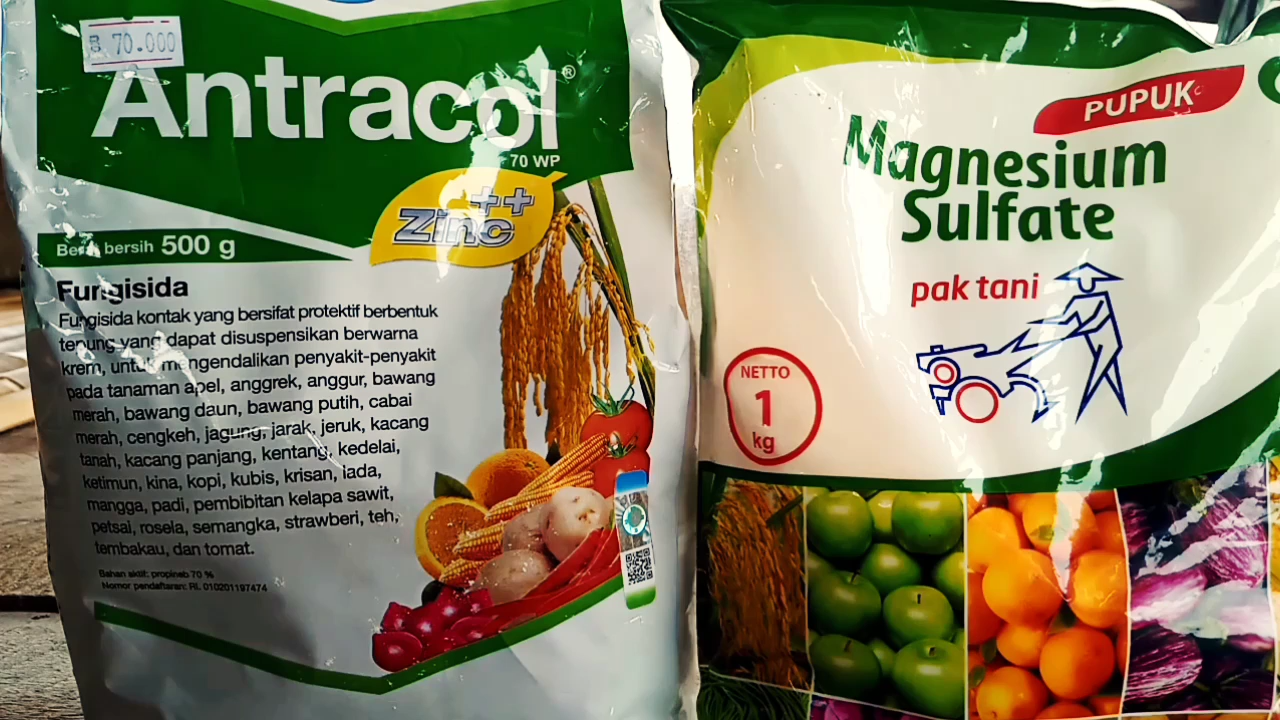 70.000
Antracol®
70 WP
Zinc++
Berat bersih 500 g
Fungisida
Fungisida kontak yang bersifat protektif berbentuk
tepung yang dapat disuspensikan berwarna
krem, untuk mengendalikan penyakit-penyakit
pada tanaman apel, anggrek, anggur, bawang
merah, bawang daun, bawang putih, cabai
merah, cengkeh, jagung, jarak, jeruk, kacang
tanah, kacang panjang, kentang, kedelai,
ketimun, kina, kopi, kubis, krisan, lada,
mangga, padi, pembibitan kelapa sawit,
petsai, rosela, semangka, strawberi, teh,
tembakau, dan tomat.
Bahan aktif: propineb 70 %
Nomor pendaftaran: RI. 010201197474
PUPUK
Magnesium
Sulfate
pak tani
NETTO
1
kg